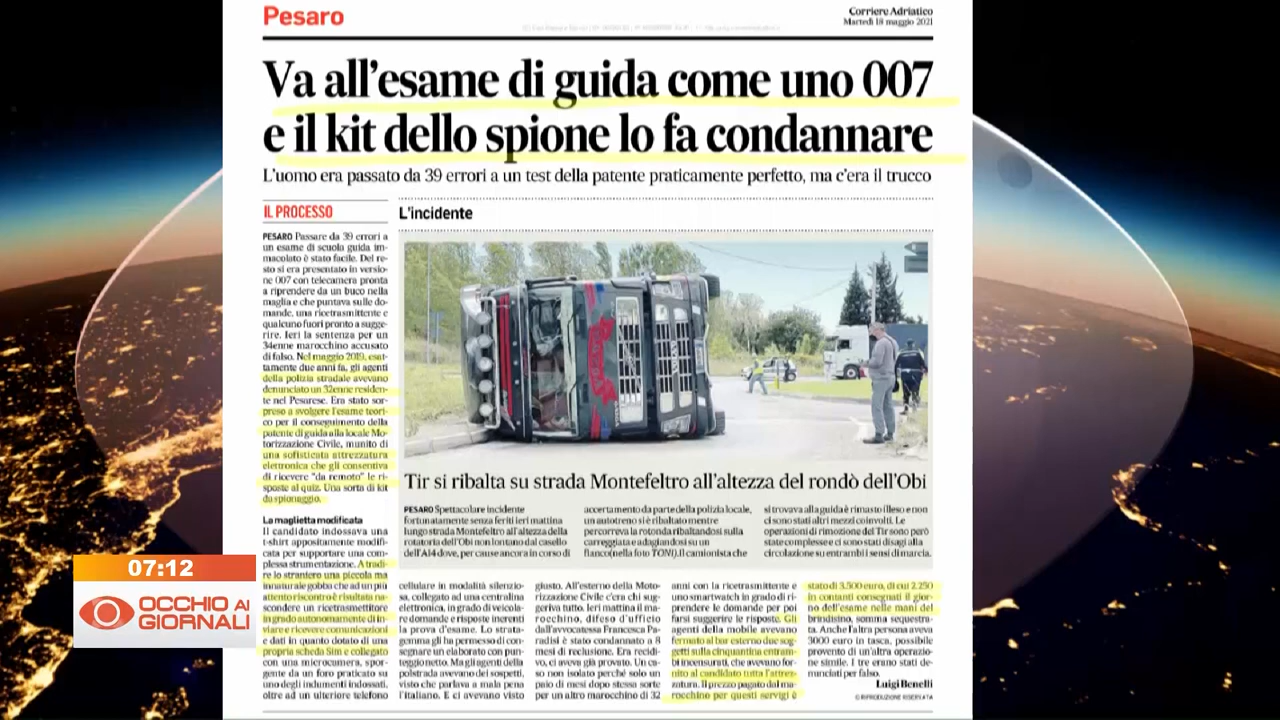 Pesaro
Corriere Adriatico
Martedì 18 maggio 2021
Va all'esame di guida come uno 007
e il kit dello spione lo fa condannare
L'uomo era passato da 39 errori a un test della patente praticamente perfetto, ma c'era il trucco
IL PROCESSO
PESARO Passare da 39 errori a
un esame di scuola guida im-
macolato è stato facile. Del re-
sto si era presentato in versio-
ne 007 con telecamera pronta
a riprendere da un buco nella
maglia e che puntava sulle do-
mande, una ricetrasmittente e
qualcuno fuori pronto a sugge-
rire. Ieri la sentenza per un
34enne marocchino accusato
di falso. Nel maggio 2019, esat-
tamente due anni fa, gli agenti
della polizia stradale avevano
denunciato un 32enne residen-
te nel Pesarese. Era stato sor-
preso a svolgere l'esame teori-
co per il conseguimento della
patente di guida alla locale Mo-
torizzazione Civile, munito di
una sofisticata attrezzatura
elettronica che gli consentiva
di ricevere "da remoto" le ri-
sposte al quiz. Una sorta di kit
da spionaggio.
La maglietta modificata
Il candidato indossava una
t-shirt appositamente modifi-
cata per supportare una com-
plessa strumentazione. A tradi-
re lo straniero una piccola ma
innaturale gobba che ad un più
attento riscontro è risultata na-
scondere un ricetrasmettitore
in grado autonomamente di in-
viare e ricevere comunicazioni
e dati in quanto dotato di una
propria scheda Sim e collegato
con una microcamera, spor-
gente da un foro praticato su
uno degli indumenti indossati,
oltre ad un ulteriore telefono
L'incidente
Tir si ribalta su strada Montefeltro all'altezza del rondò dell'Obi
PESARO Spettacolare incidente
fortunatamente senza feriti ieri mattina
lungo strada Montefeltro all'altezza della
rotatoria dell'Obi non lontano dal casello
dell'A14 dove, per cause ancora in corso di
accertamento da parte della polizia locale,
un autotreno si è ribaltato mentre
percorreva la rotonda ribaltandosi sulla
carreggiata e adagiandosi su un
fianco (nella foto TONI). Il camionista che
si trovava alla guida è rimasto illeso e non
ci sono stati altri mezzi coinvolti. Le
operazioni di rimozione del Tir sono però
state complesse e ci sono stati disagi alla
circolazione su entrambi i sensi di marcia.
cellulare in modalità silenzio-
sa, collegato ad una centralina
elettronica, in grado di veicola-
re domande e risposte inerenti
la prova d'esame. Lo strata-
gemma gli ha permesso di con-
segnare un elaborato con pun-
teggio netto. Ma gli agenti della
polstrada avevano dei sospetti,
visto che parlava a mala pena
l'italiano. E ci avevano visto
giusto. All'esterno della Moto-
rizzazione Civile c'era chi sug-
geriva tutto. Ieri mattina il ma-
rocchino, difeso d'ufficio
dall'avvocatessa Francesca Pa-
radisi è stato condannato a 8
mesi di reclusione. Era recidi-
vo, ci aveva già provato. Un ca-
so non isolato perché solo un
paio di mesi dopo stessa sorte
per un altro marocchino di 32
anni con la ricetrasmittente e
uno smartwatch in grado di ri-
prendere le domande per poi
farsi suggerire le risposte. Gli
agenti della mobile avevano
fermato al bar esterno due sog-
getti sulla cinquantina entram-
bi incensurati, che avevano for-
nito al candidato tutta l'attrez-
zatura. Il prezzo pagato dal ma-
rocchino per questi servigi è
stato di 3.500 euro, di cui 2.250
in contanti consegnati il gior-
no dell'esame nelle mani del
brindisino, somma sequestra-
ta. Anche l'altra persona aveva
3000 euro in tasca, possibile
provento di un'altra operazio-
ne simile. I tre erano stati de-
nunciati per falso.
Luigi Benelli
© RIPRODUZIONE RISERVATA
07:12
OCCHIO AI
GIORNALI